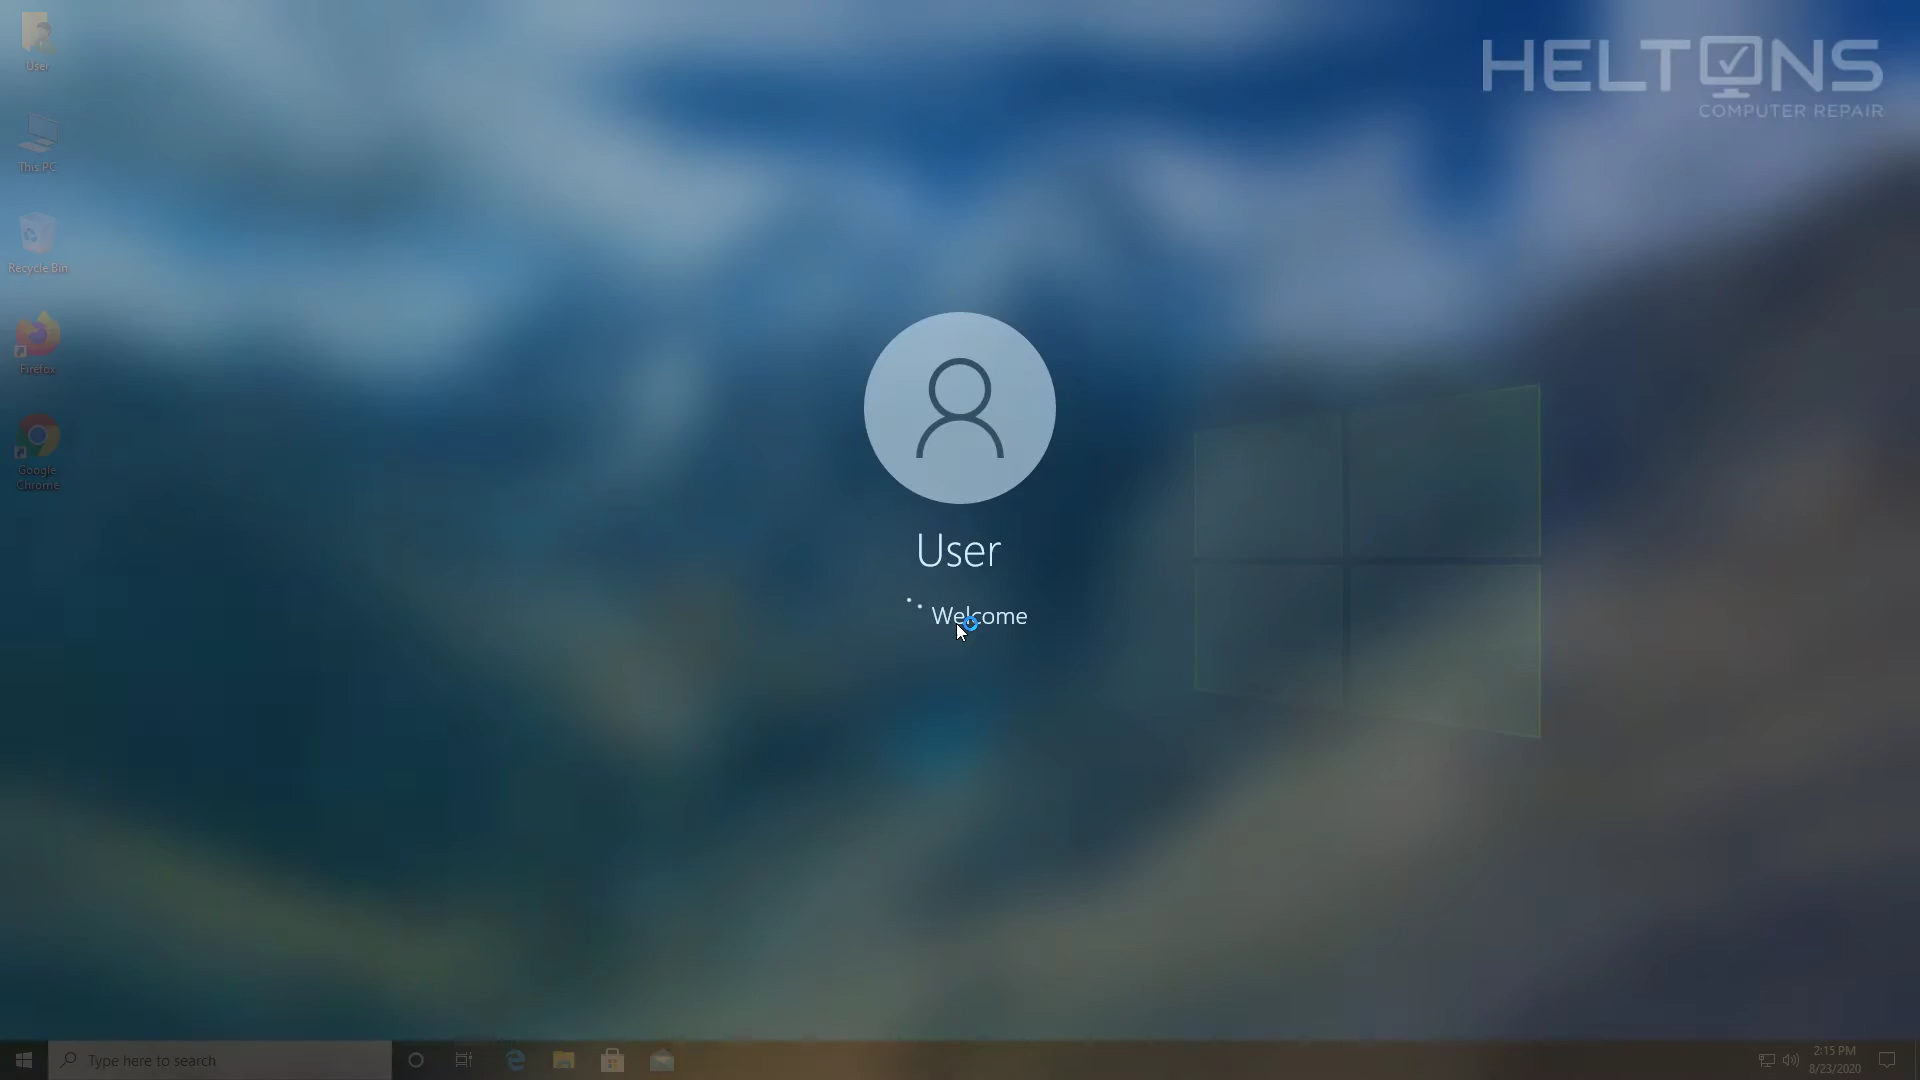 User
This PC
Recycle Bin
Firefox
Google
Chrome
HELTONS
COMPUTER REPAIR
User
Welcome
Type here to search
2:15 PM
8/23/2020